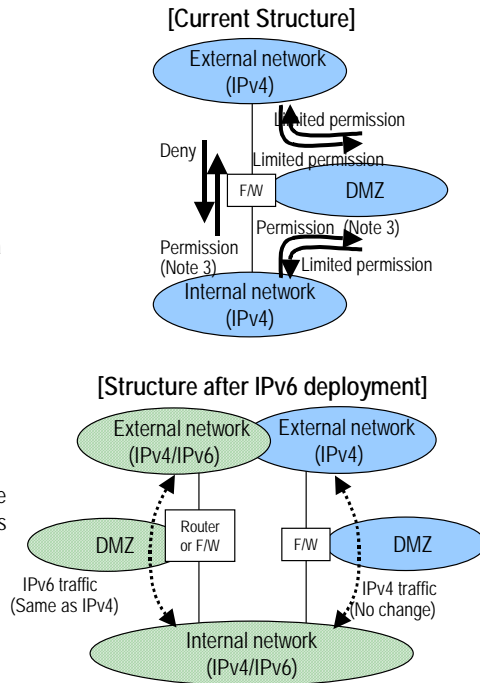 [Current Structure]
External network
(IPv4)
Limited permission
Deny
Limited permission
F/W
DMZ
Permission
(Note 3)
Permission (Note 3)
Limited permission
Internal network
(IPv4)
[Structure after IPv6 deployment]
External network
(IPv4/IPv6)
External network
(IPv4)
Router
or F/W
F/W
DMZ
DMZ
IPv6 traffic
(Same as IPv4)
IPv4 traffic
(No change)
Internal network
(IPv4/IPv6)